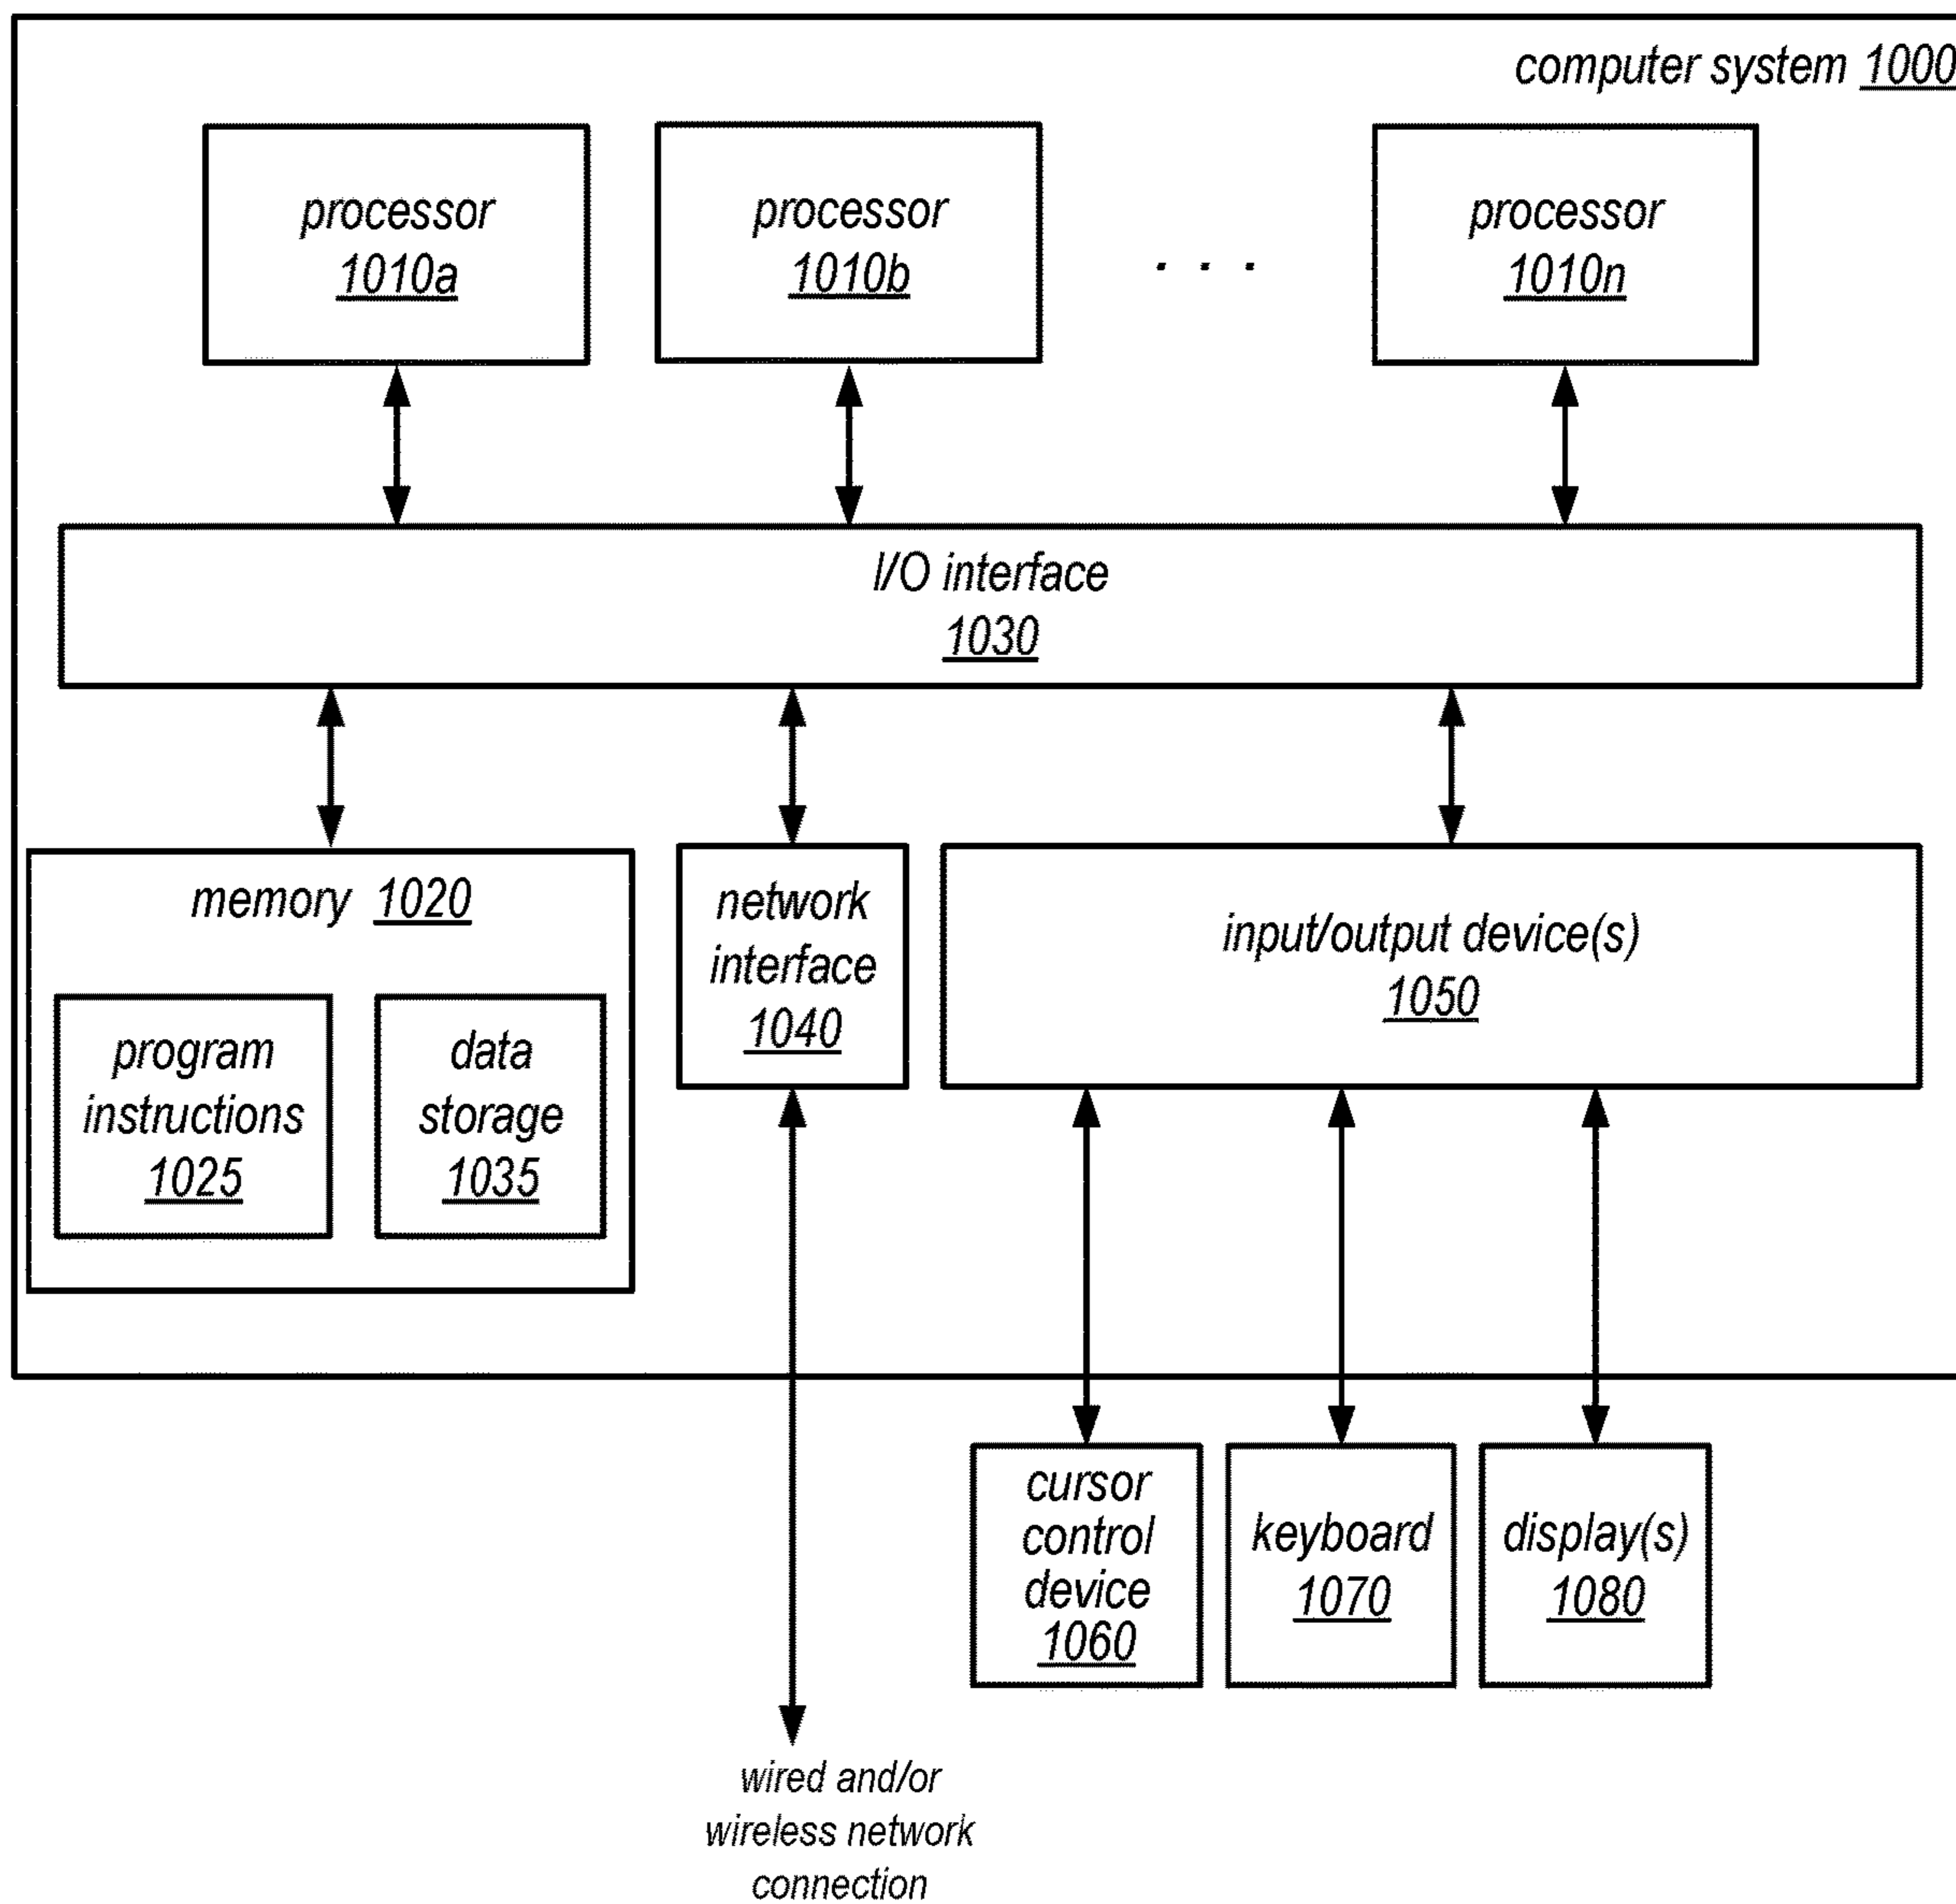 computer system 1000
processor
1010a
processor
1010b
. . .
processor
1010n
I/O interface
1030
memory 1020
program
instructions
1025
data
storage
1035
network
interface
1040
input/output device(s)
1050
cursor
control
device
1060
keyboard
1070
display(s)
1080
wired and/or
wireless network
connection